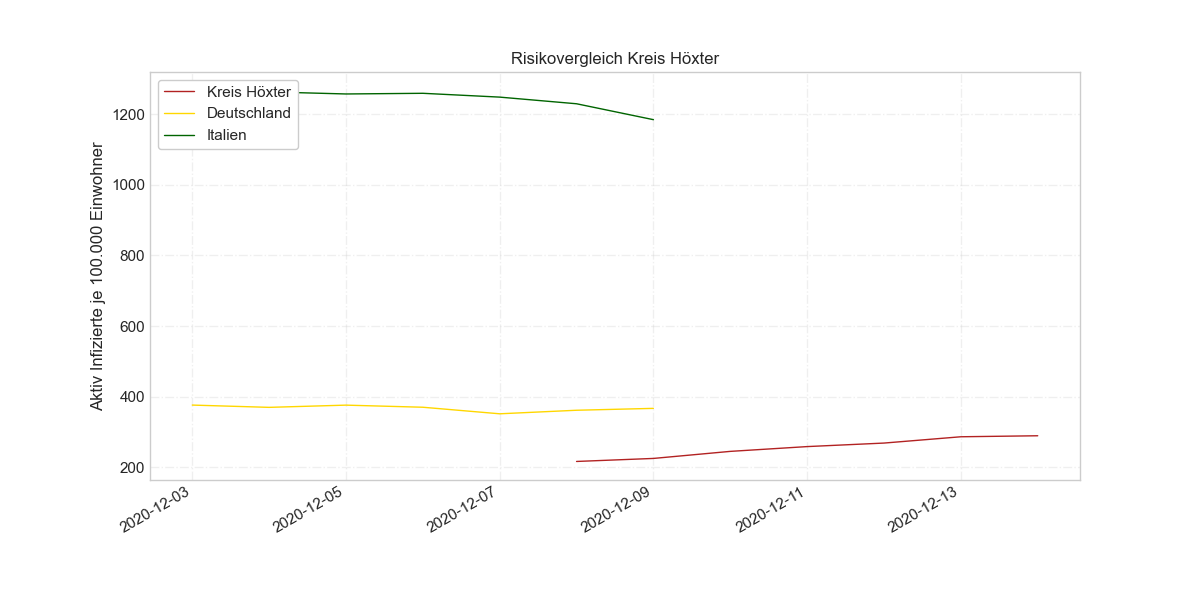 Risikovergleich Kreis Höxter
Kreis Höxter
Deutschland
Italien
Aktiv Infizierte je 100.000 Einwohner
1200
1000
800
600
400
200
2020-12-03
2020-12-05
2020-12-07
2020-12-09
2020-12-11
2020-12-13